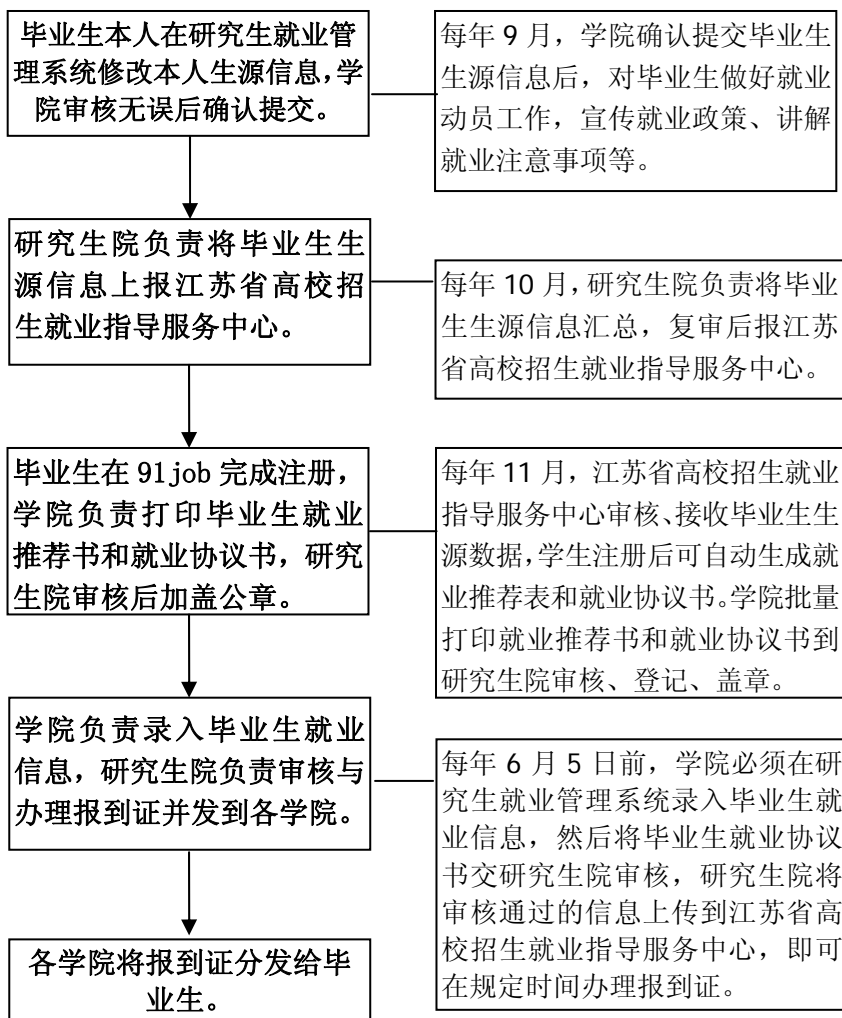 毕业生本人在研究生就业管
理系统修改本人生源信息,学
院审核无误后确认提交。
每年 9 月，学院确认提交毕业生
生源信息后，对毕业生做好就业
动员工作，宣传就业政策、讲解
就业注意事项等。
研究生院负责将毕业生生
源信息上报江苏省高校招
生就业指导服务中心。
每年 10 月,研究生院负责将毕业
生生源信息汇总，复审后报江苏
省高校招生就业指导服务中心。
毕业生在 91job 完成注册，
学院负责打印毕业生就业
推荐书和就业协议书，研究
生院审核后加盖公章。
每年 11 月，江苏省高校招生就业
指导服务中心审核、接收毕业生生
源数据,学生注册后可自动生成就
业推荐表和就业协议书。学院批量
打印就业推荐书和就业协议书到
研究生院审核、登记、盖章。
学院负责录入毕业生就业
信息，研究生院负责审核与
办理报到证并发到各学院。
每年 6 月 5 日前，学院必须在研
究生就业管理系统录入毕业生就
业信息，然后将毕业生就业协议
书交研究生院审核，研究生院将
审核通过的信息上传到江苏省高
校招生就业指导服务中心，即可
在规定时间办理报到证。
各学院将报到证分发给毕
业生。